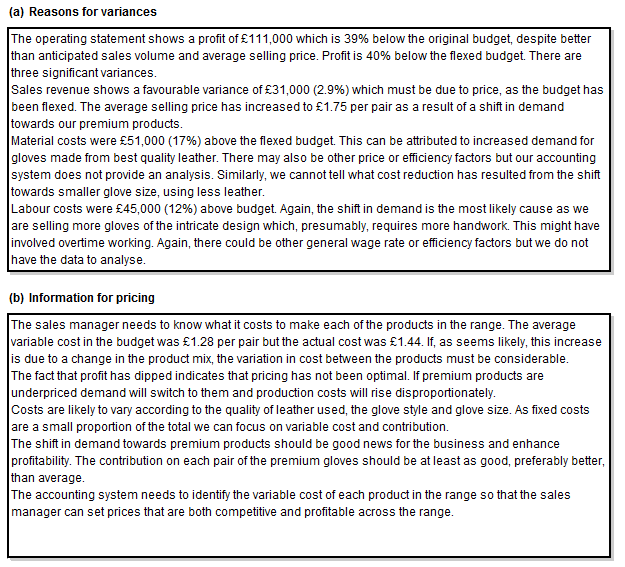 (a) Reasons for variances
The operating statement shows a profit of £111,000 which is 39% below the original budget, despite better
than anticipated sales volume and average selling price. Profit is 40% below the flexed budget. There are
three significant variances.
Sales revenue shows a favourable variance of £31,000 (2.9%) which must be due to price, as the budget has
been flexed. The average selling price has increased to £1.75 per pair as a result of a shift in demand
towards our premium products.
Material costs were £51,000 (17%) above the flexed budget. This can be attributed to increased demand for
gloves made from best quality leather. There may also be other price or efficiency factors but our accounting
system does not provide an analysis. Similarly, we cannot tell what cost reduction has resulted from the shift
towards smaller glove size, using less leather.
Labour costs were £45,000 (12%) above budget. Again, the shift in demand is the most likely cause as we
are selling more gloves of the intricate design which, presumably, requires more handwork. This might have
involved overtime working. Again, there could be other general wage rate or efficiency factors but we do not
have the data to analyse.
(b) Information for pricing
The sales manager needs to know what it costs to make each of the products in the range. The average
variable cost in the budget was £1.28 per pair but the actual cost was £1.44. If, as seems likely, this increase
is due to a change in the product mix, the variation in cost between the products must be considerable.
The fact that profit has dipped indicates that pricing has not been optimal. If premium products are
underpriced demand will switch to them and production costs will rise disproportionately.
Costs are likely to vary according to the quality of leather used, the glove style and glove size. As fixed costs
are a small proportion of the total we can focus on variable cost and contribution.
The shift in demand towards premium products should be good news for the business and enhance
profitability. The contribution on each pair of the premium gloves should be at least as good, preferably better,
than average.
The accounting system needs to identify the variable cost of each product in the range so that the sales
manager can set prices that are both competitive and profitable across the range.